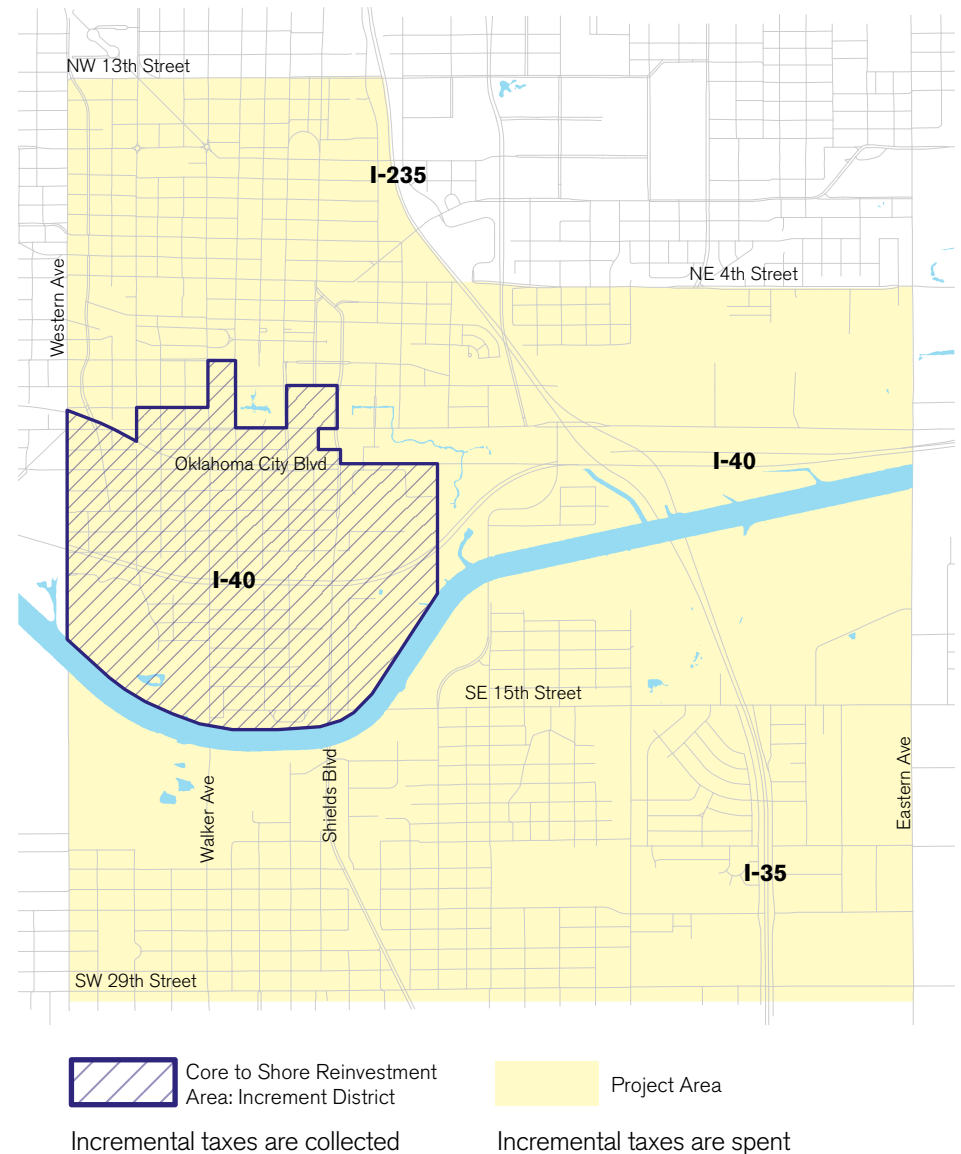 NW 13th Street
I-235
NE 4th Street
Western Ave
Oklahoma City Blvd
I-40
I-40
SE 15th Street
Walker Ave
Shields Blvd
Eastern Ave
I-35
SW 29th Street
Core to Shore Reinvestment
Area: Increment District
Project Area
Incremental taxes are collected
Incremental taxes are spent